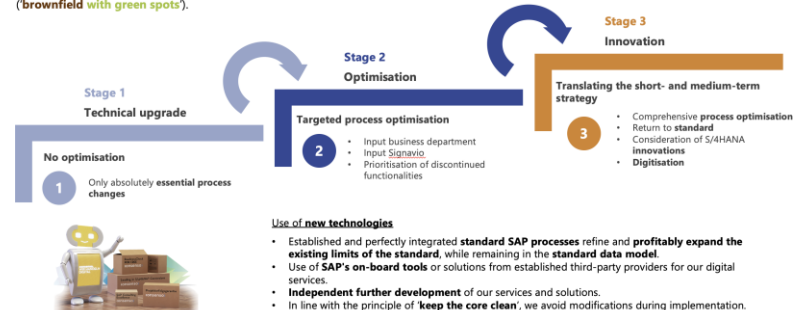 ('brownfield with green spots').
Stage 1
Technical upgrade
No optimisation
1
Only absolutely essential process
changes
Stage 2
Optimisation
Targeted process optimisation
2
• Input business department
• Input Signavio
• Prioritisation of discontinued
functionalities
Stage 3
Innovation
Translating the short- and medium-term
strategy
3
• Comprehensive process optimisation
• Return to standard
• Consideration of S/4HANA
innovations
• Digitisation
Use of new technologies
• Established and perfectly integrated standard SAP processes refine and profitably expand the
existing limits of the standard, while remaining in the standard data model.
• Use of SAP's on-board tools or solutions from established third-party providers for our digital
services.
• Independent further development of our services and solutions.
• In line with the principle of 'keep the core clean', we avoid modifications during implementation.